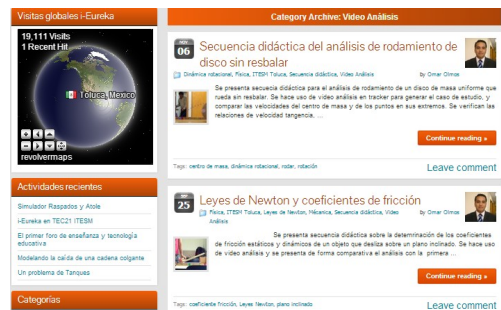 Visitas globales i-Eureka
19,111 Visits
1 Recent Hit
Toluca, Mexico
revolvermaps
Actividades recientes
Simulador Raspados y Atole
i-Eureka en TEC21 ITESM
El primer foro de enseñanza y tecnología
educativa
Modelando la caída de una cadena colgante
Un problema de Tanques
Categorías
Category Archive: Video Análisis
06
Secuencia didáctica del análisis de rodamiento de
disco sin resbalar
Dinámica rotacional, Física, ITESM Toluca, Secuencia didáctica, Video Análisis
by Omar Olmos
Se presenta secuecia didáctica para el análisis de rodamiento de un disco de masa uniforme que
rueda sin resbalar. Se hace uso de video análisis en tracker para generar el caso de estudio, y
comparar las velocidades del centro de masa y de los puntos en sus extremos. Se verifican las
relaciones de velocidad tangencia. ...
Continue reading »
Tags: centro de masa, dinámica rotacional, rodar, rotación
Leave comment
25
Leyes de Newton y coeficientes de fricción
Física, ITESM Toluca, Leyes de Newton, Mécanica, Secuencia didáctica, Video
Análisis
by Omar Olmos
Se presenta secuencia didáctica sobre la determinación de los coeficientes
de fricción estáticos y dinámicos de un objeto que desliza sobre un plano inclinado. Se hace uso
de video análisis y se presenta de forma comparativa el análisis con la primera ...
Continue reading »
Tags: coeficiente fricción, Leyes Newton, plano inclinado
Leave comment